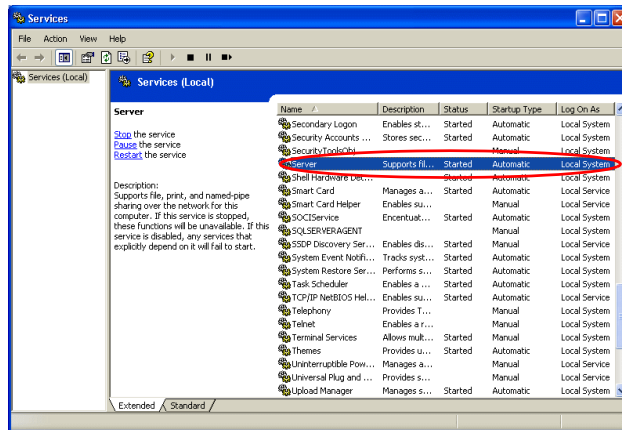 Services
File Action View Help
Services (Local)
Services (Local)
Server
Stop the service
Pause the service
Restart the service
Description:
Supports file, print, and named-pipe
sharing over the network for this
computer. If this service is stopped,
these functions will be unavailable. If this
service is disabled, any services that
explicitly depend on it will fail to start.
Name Description Status Startup Type Log On As
Secondary Logon Enables st... Started Automatic Local System
Security Accounts ... Stores sec... Started Automatic Local System
SecurityToolsObj Manual Local System
Server Supports fil... Started Automatic Local System
Shell Hardware Det... Started Automatic Local System
Smart Card Manages a... Started Automatic Local Service
Smart Card Helper Enables su... Manual Local Service
SOCIService Encentuat... Started Automatic Local System
SQLSERVERAGENT Manual Local System
SSDP Discovery Ser... Enables dis... Started Manual Local Service
System Event Notifi... Tracks syst... Started Automatic Local System
System Restore Ser... Performs s... Started Automatic Local System
Task Scheduler Enables a ... Started Automatic Local System
TCP/IP NetBIOS Hel... Enables su... Started Automatic Local Service
Telephony Provides T... Manual Local System
Telnet Enables a r... Manual Local System
Terminal Services Allows mult... Started Manual Local System
Themes Provides u... Started Automatic Local System
Uninterruptible Pow... Manages a... Manual Local Service
Universal Plug and ... Provides s... Manual Local Service
Upload Manager Manages s... Started Automatic Local System
Extended Standard